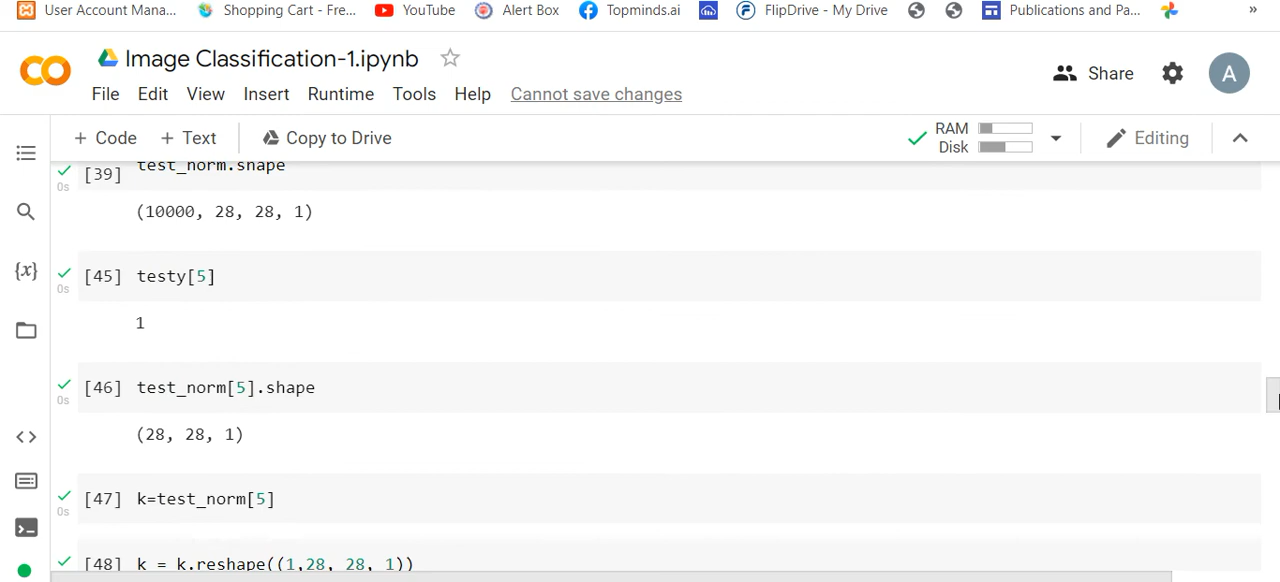 User Account Mana... Shopping Cart - Fre... YouTube Alert Box Topminds.ai FlipDrive - My Drive Publications and Pa... »
Image Classification-1.ipynb
Share A
File Edit View Insert Runtime Tools Help Cannot save changes
+ Code + Text Copy to Drive RAM Disk Editing
[39] test_norm.shape
0s
(10000, 28, 28, 1)
[45] testy[5]
0s
1
[46] test_norm[5].shape
0s
(28, 28, 1)
[47] k=test_norm[5]
0s
[48] k = k.reshape((1,28, 28, 1))